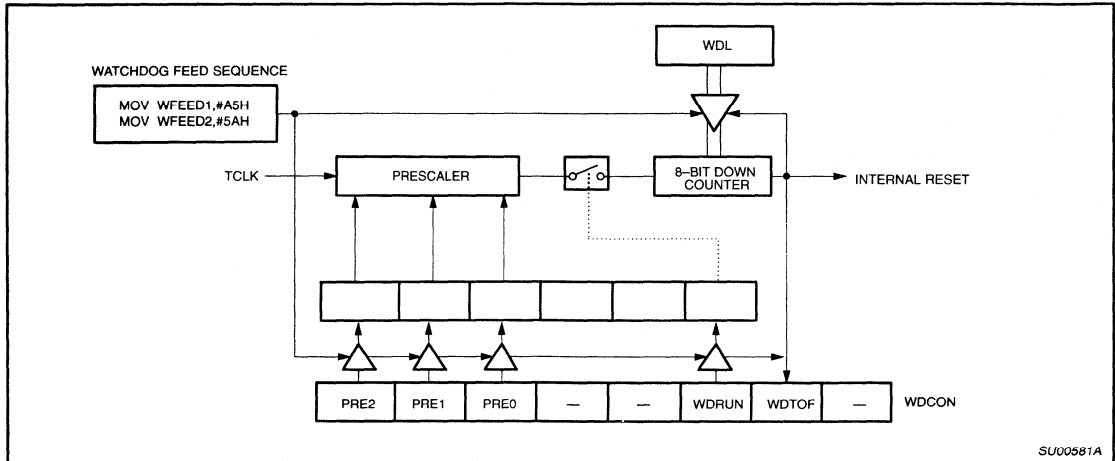 WDL
WATCHDOG FEED SEQUENCE
MOV WFEED1,#A5H
MOV WFEED2,#5AH
TCLK
PRESCALER
8–BIT DOWN
COUNTER
INTERNAL RESET
PRE2 PRE1 PRE0 — — WDRUN WDTOF — WDCON
SU00581A